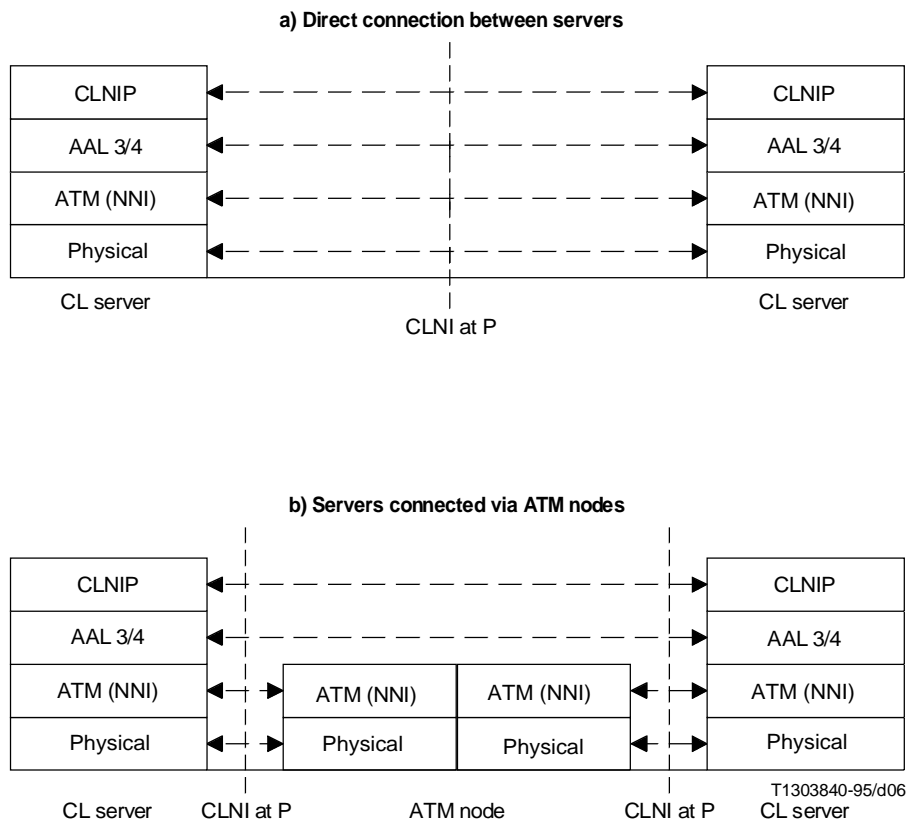 a) Direct connection between servers
CLNIP CLNIP
AAL 3/4 AAL 3/4
ATM (NNI) ATM (NNI)
Physical Physical
CL server CL server
CLNI at P
b) Servers connected via ATM nodes
CLNIP CLNIP
AAL 3/4 AAL 3/4
ATM (NNI) ATM (NNI) ATM (NNI) ATM (NNI)
Physical Physical Physical Physical
T1303840-95/d06
CL server CLNI at P ATM node CLNI at P CL server